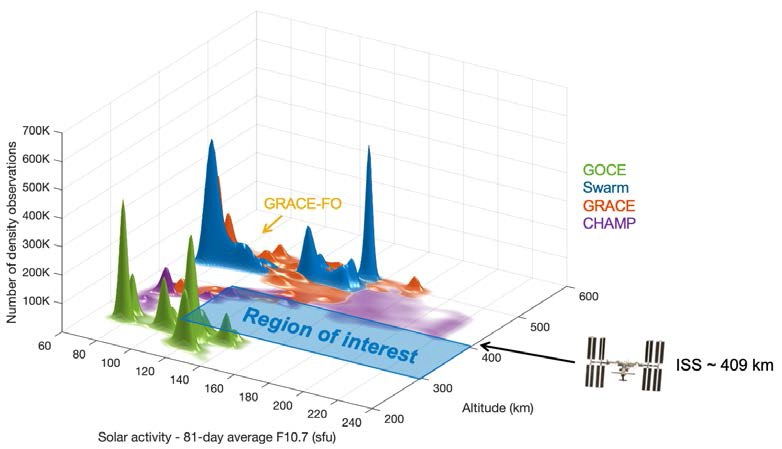 700K
600K
500K
400K
300K
200K
100K
Number of density observations
GRACE-FO
GOCE
Swarm
GRACE
CHAMP
Region of interest
ISS ~ 409 km
60
80
100
120
140
160
180
200
220
240
200
300
400
500
600
Altitude (km)
Solar activity - 81-day average F10.7 (sfu)